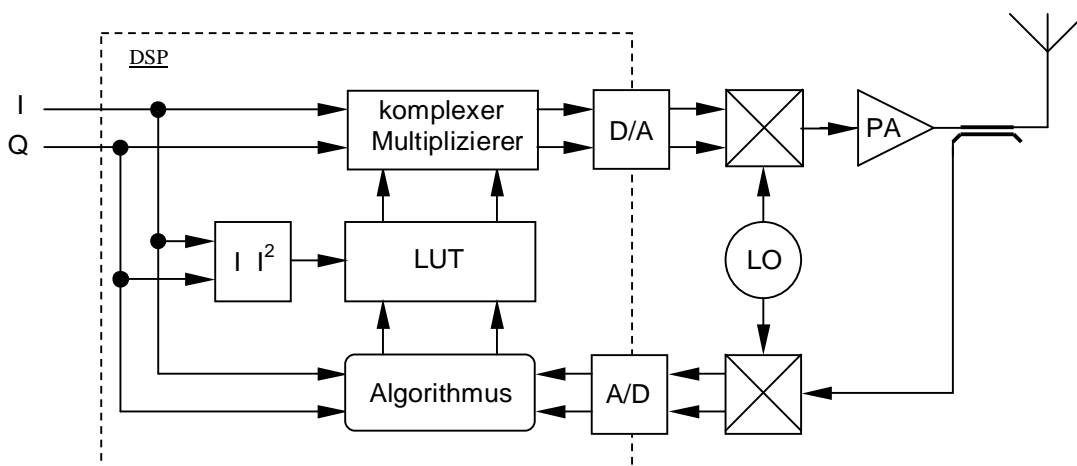 DSP
I
Q
komplexer
Multiplizierer
D/A
PA
I I²
LUT
LO
Algorithmus
A/D